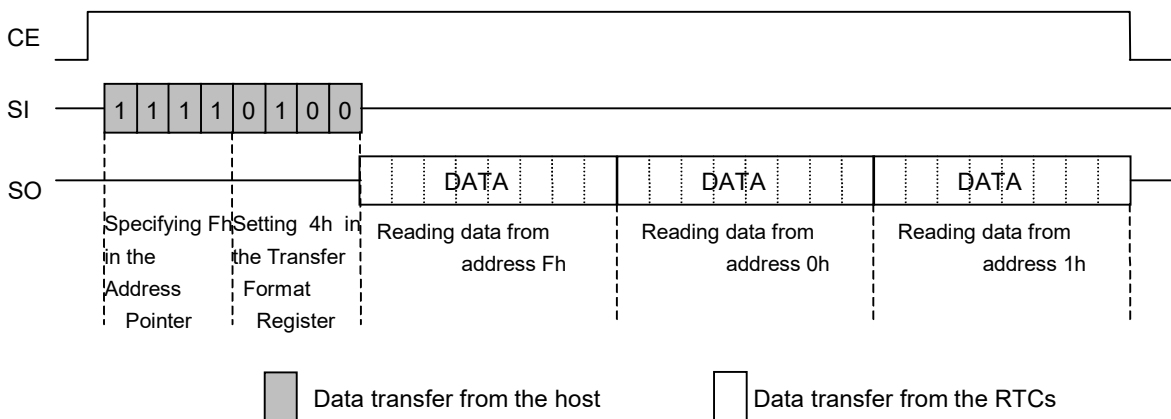 CE
SI
1 1 1 1 0 1 0 0
SO
DATA DATA DATA
Specifying Fh Setting 4h in Reading data from Reading data from Reading data from
in the the Transfer address Fh address 0h address 1h
Address Format
Pointer Register
Data transfer from the host Data transfer from the RTCs